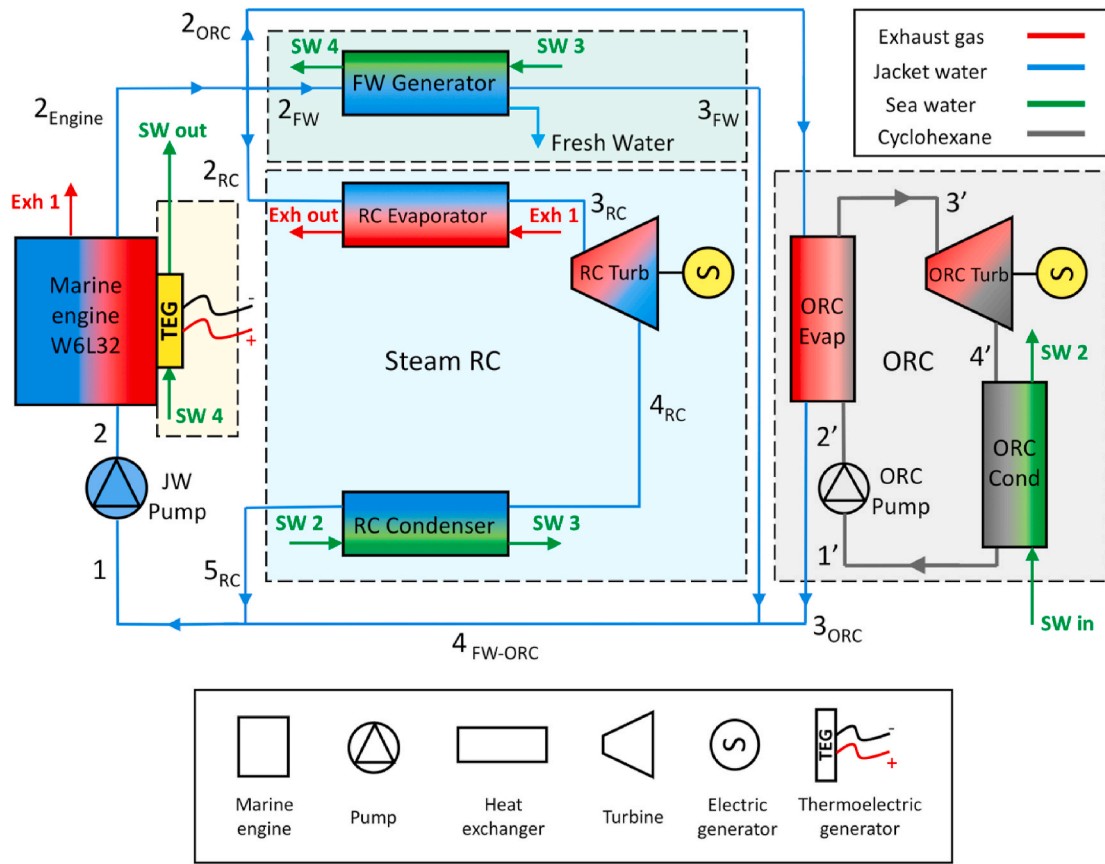 2ORC
SW 4
SW 3
Exhaust gas
Jacket water
Sea water
Cyclohexane
FW Generator
2Engine
2FW
3FW
Fresh Water
SW out
2RC
Exh 1
RC Evaporator
3RC
Exh out
Exh 1
3'
Marine
engine
W6L32
TEG
-
+
RC Turb
S
ORC Turb
S
ORC
Evap
ORC
SW 2
4'
Steam RC
SW 4
4RC
2
2'
ORC
Cond
JW
Pump
ORC
Pump
SW 2
RC Condenser
SW 3
1
5RC
1'
SW in
3ORC
4FW-ORC
TEG
-
+
S
Marine
engine
Pump
Heat
exchanger
Turbine
Electric
generator
Thermoelectric
generator